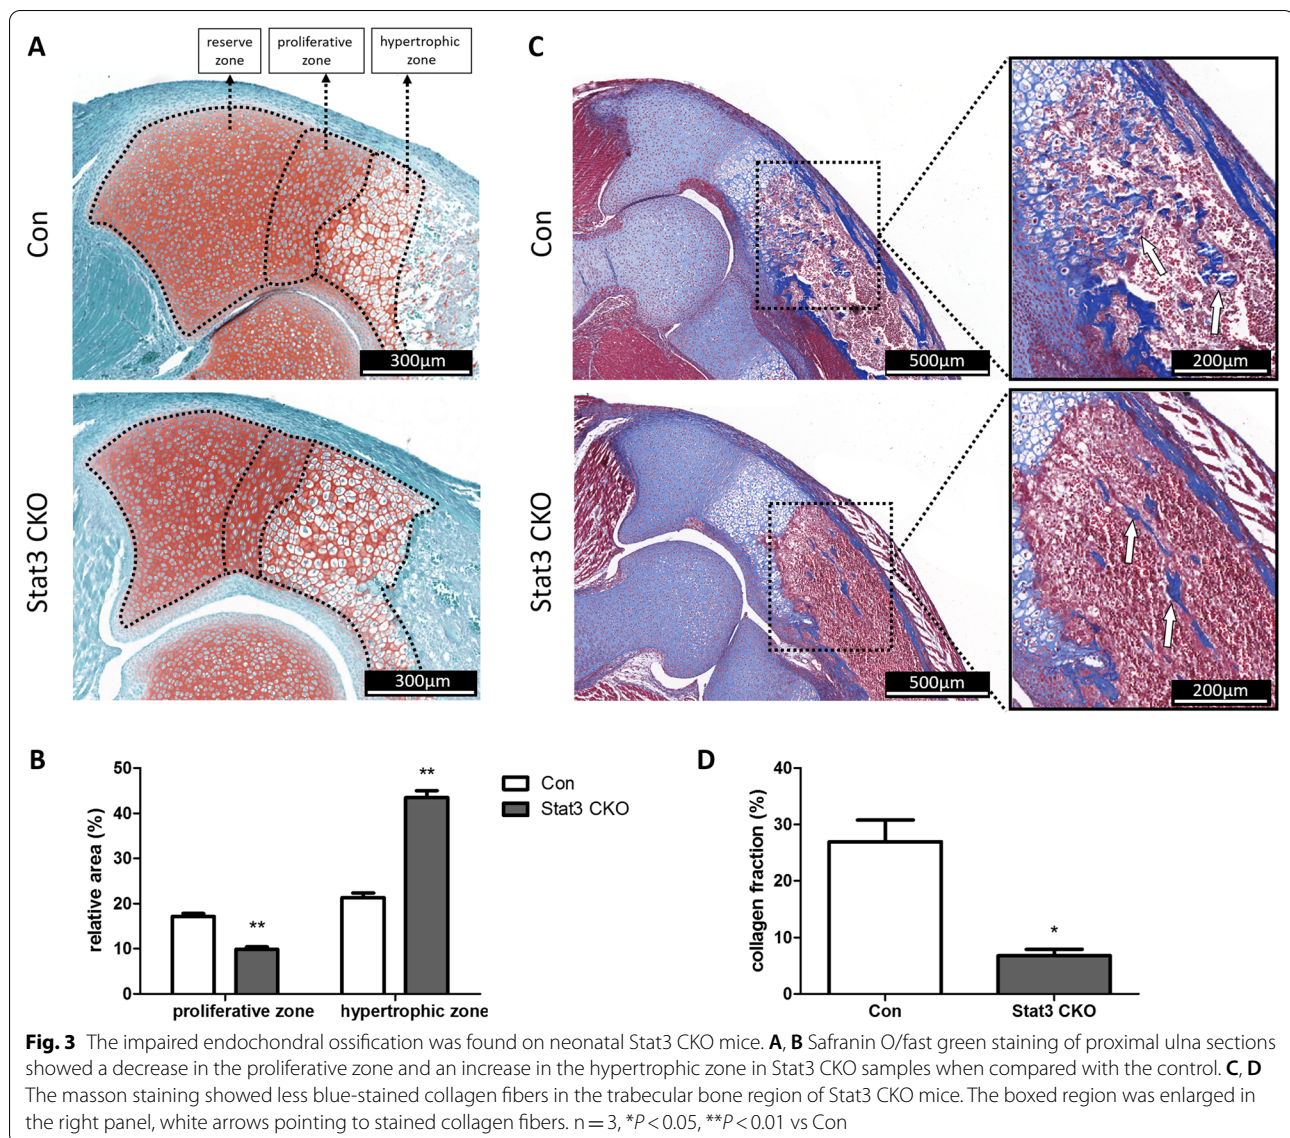 A
reserve
zone
proliferative
zone
hypertrophic
zone
Con
300μm
Stat3 CKO
300μm
C
Con
500μm
200μm
Stat3 CKO
500μm
200μm
B
50
40
30
20
10
0
relative area (%)
** **
proliferative zone hypertrophic zone
Con
Stat3 CKO
D
40
30
20
10
0
collagen fraction (%)
*
Con Stat3 CKO
Fig. 3 The impaired endochondral ossification was found on neonatal Stat3 CKO mice. A, B Safranin O/fast green staining of proximal ulna sections
showed a decrease in the proliferative zone and an increase in the hypertrophic zone in Stat3 CKO samples when compared with the control. C, D
The masson staining showed less blue-stained collagen fibers in the trabecular bone region of Stat3 CKO mice. The boxed region was enlarged in
the right panel, white arrows pointing to stained collagen fibers. n = 3, *P < 0.05, **P < 0.01 vs Con